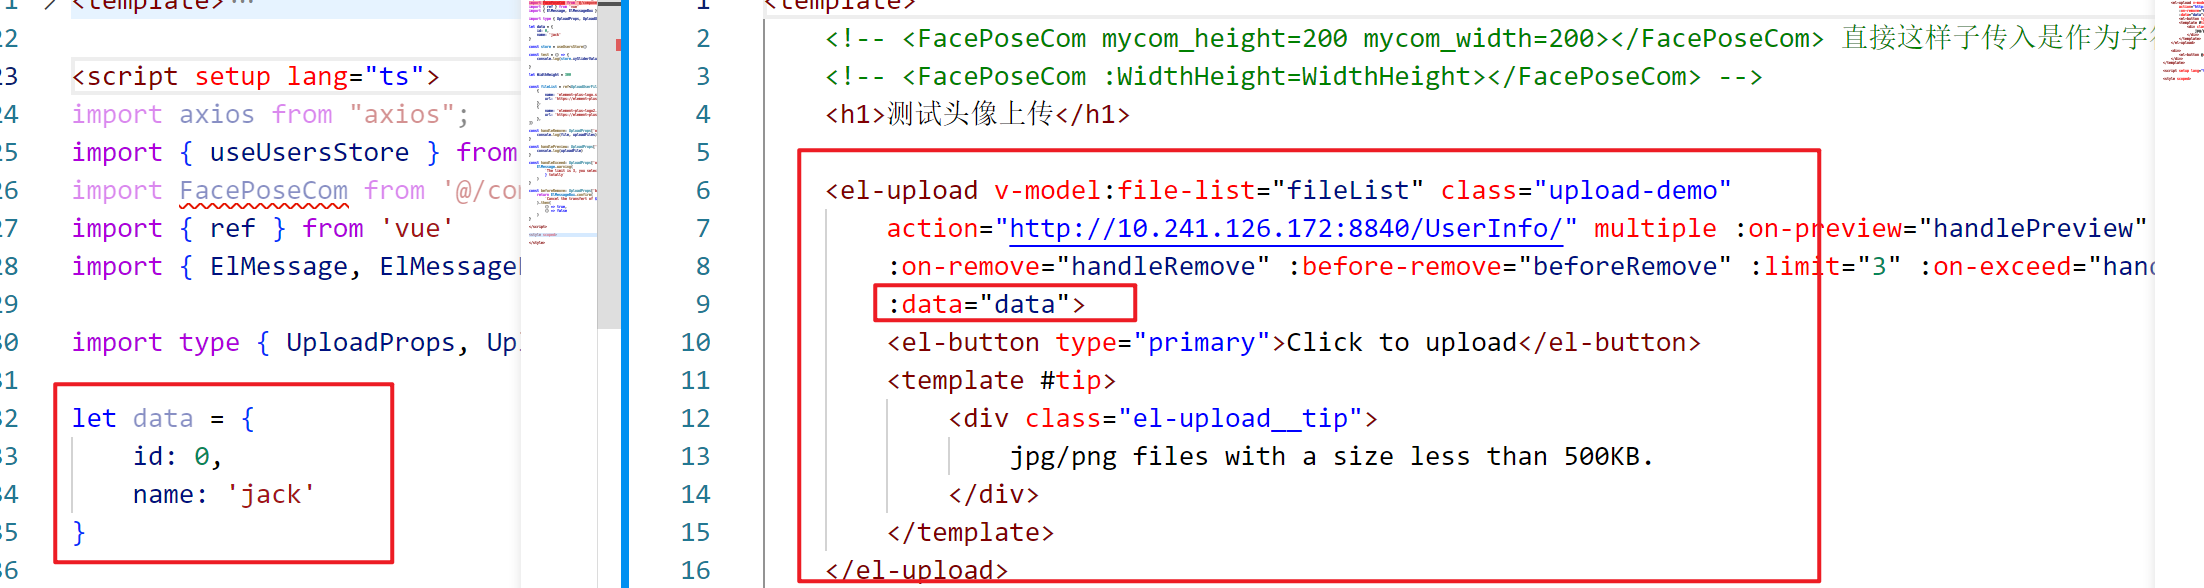 <template>···
22
23 <script setup lang="ts">
24 import axios from "axios";
25 import { useUsersStore } from
26 import FacePoseCom from '@/co
27 import { ref } from 'vue'
28 import { ElMessage, ElMessage
29
30 import type { UploadProps, Up
31
32 let data = {
33 id: 0,
34 name: 'jack'
35 }
36
1 <template>
2 <!-- <FacePoseCom mycom_height=200 mycom_width=200></FacePoseCom> 直接这样子传入是作为字
3 <!-- <FacePoseCom :WidthHeight=WidthHeight></FacePoseCom> -->
4 <h1>测试头像上传</h1>
5
6 <el-upload v-model:file-list="fileList" class="upload-demo"
7 action="http://10.241.126.172:8840/UserInfo/" multiple :on-preview="handlePreview"
8 :on-remove="handleRemove" :before-remove="beforeRemove" :limit="3" :on-exceed="han
9 :data="data">
10 <el-button type="primary">Click to upload</el-button>
11 <template #tip>
12 <div class="el-upload__tip">
13 jpg/png files with a size less than 500KB.
14 </div>
15 </template>
16 </el-upload>